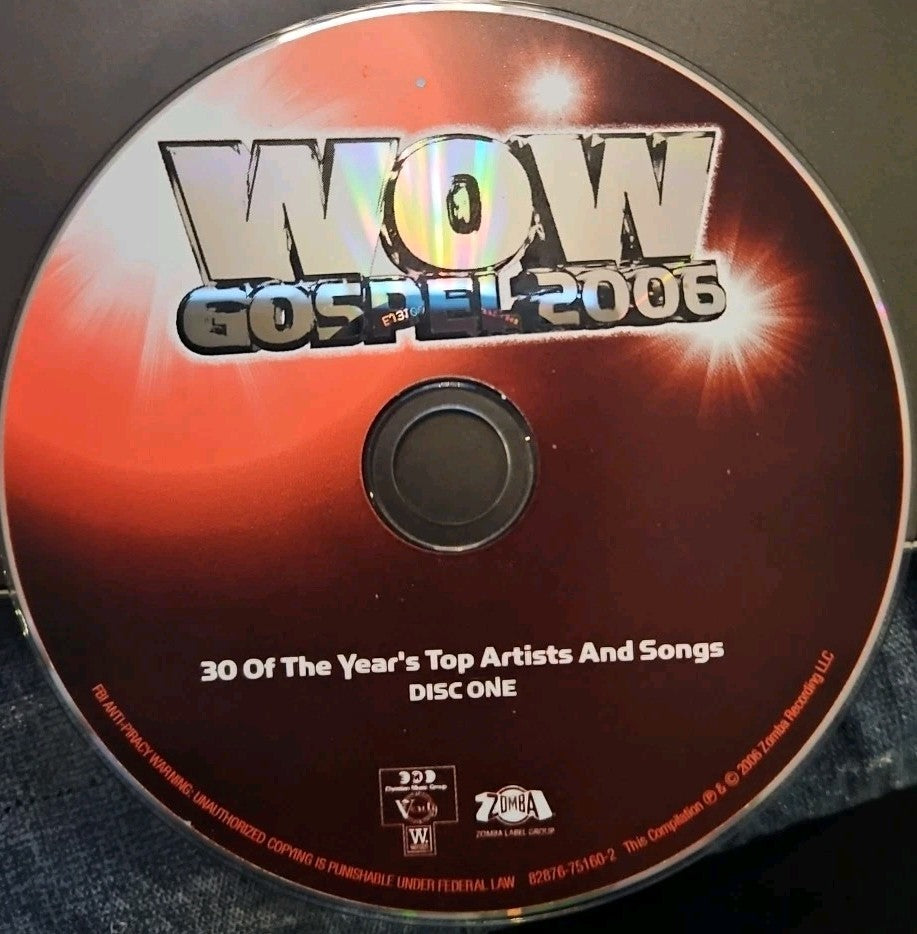 WOW
GOSPEL 2006
30 Of The Year's Top Artists And Songs
DISC ONE
W.
ZOMBA
ZOMBA LABEL GROUP
FBI ANTI-PIRACY WARNING: UNAUTHORIZED COPYING IS PUNISHABLE UNDER FEDERAL LAW 82876-75160-2 This Compilation ℗ & © 2006 Zomba Recording LLC